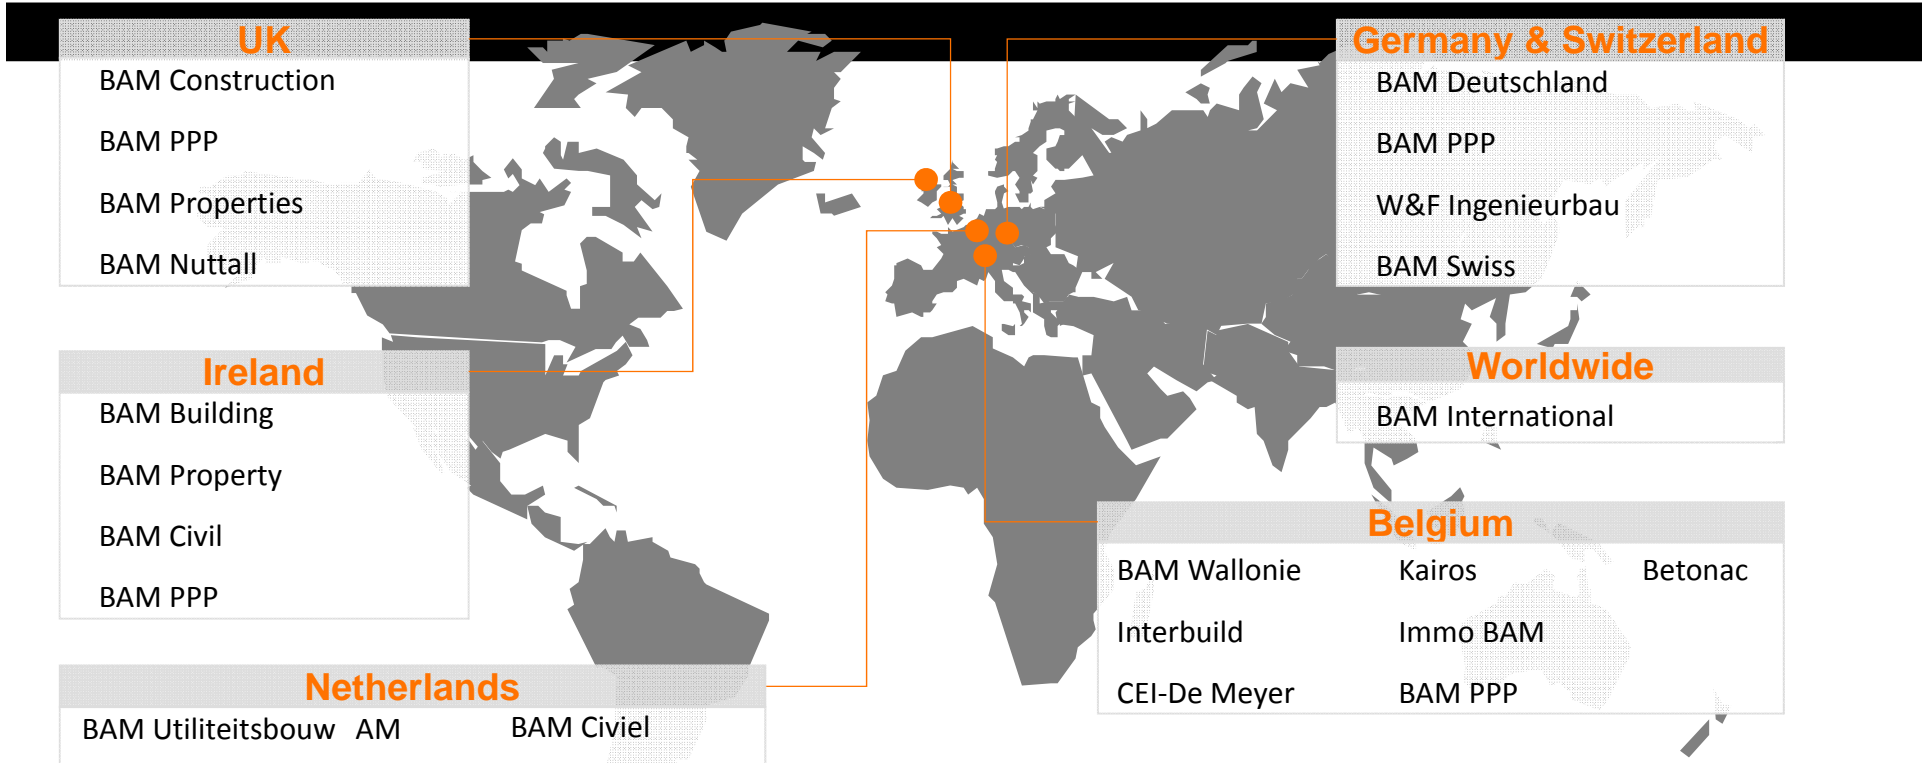 UK
BAM Construction
BAM PPP
BAM Properties
BAM Nuttall
Germany & Switzerland
BAM Deutschland
BAM PPP
W&F Ingenieurbau
BAM Swiss
Ireland
BAM Building
BAM Property
BAM Civil
BAM PPP
Worldwide
BAM International
Belgium
BAM Wallonie Kairos Betonac
Interbuild Immo BAM
CEI-De Meyer BAM PPP
Netherlands
BAM Utiliteitsbouw AM BAM Civiel